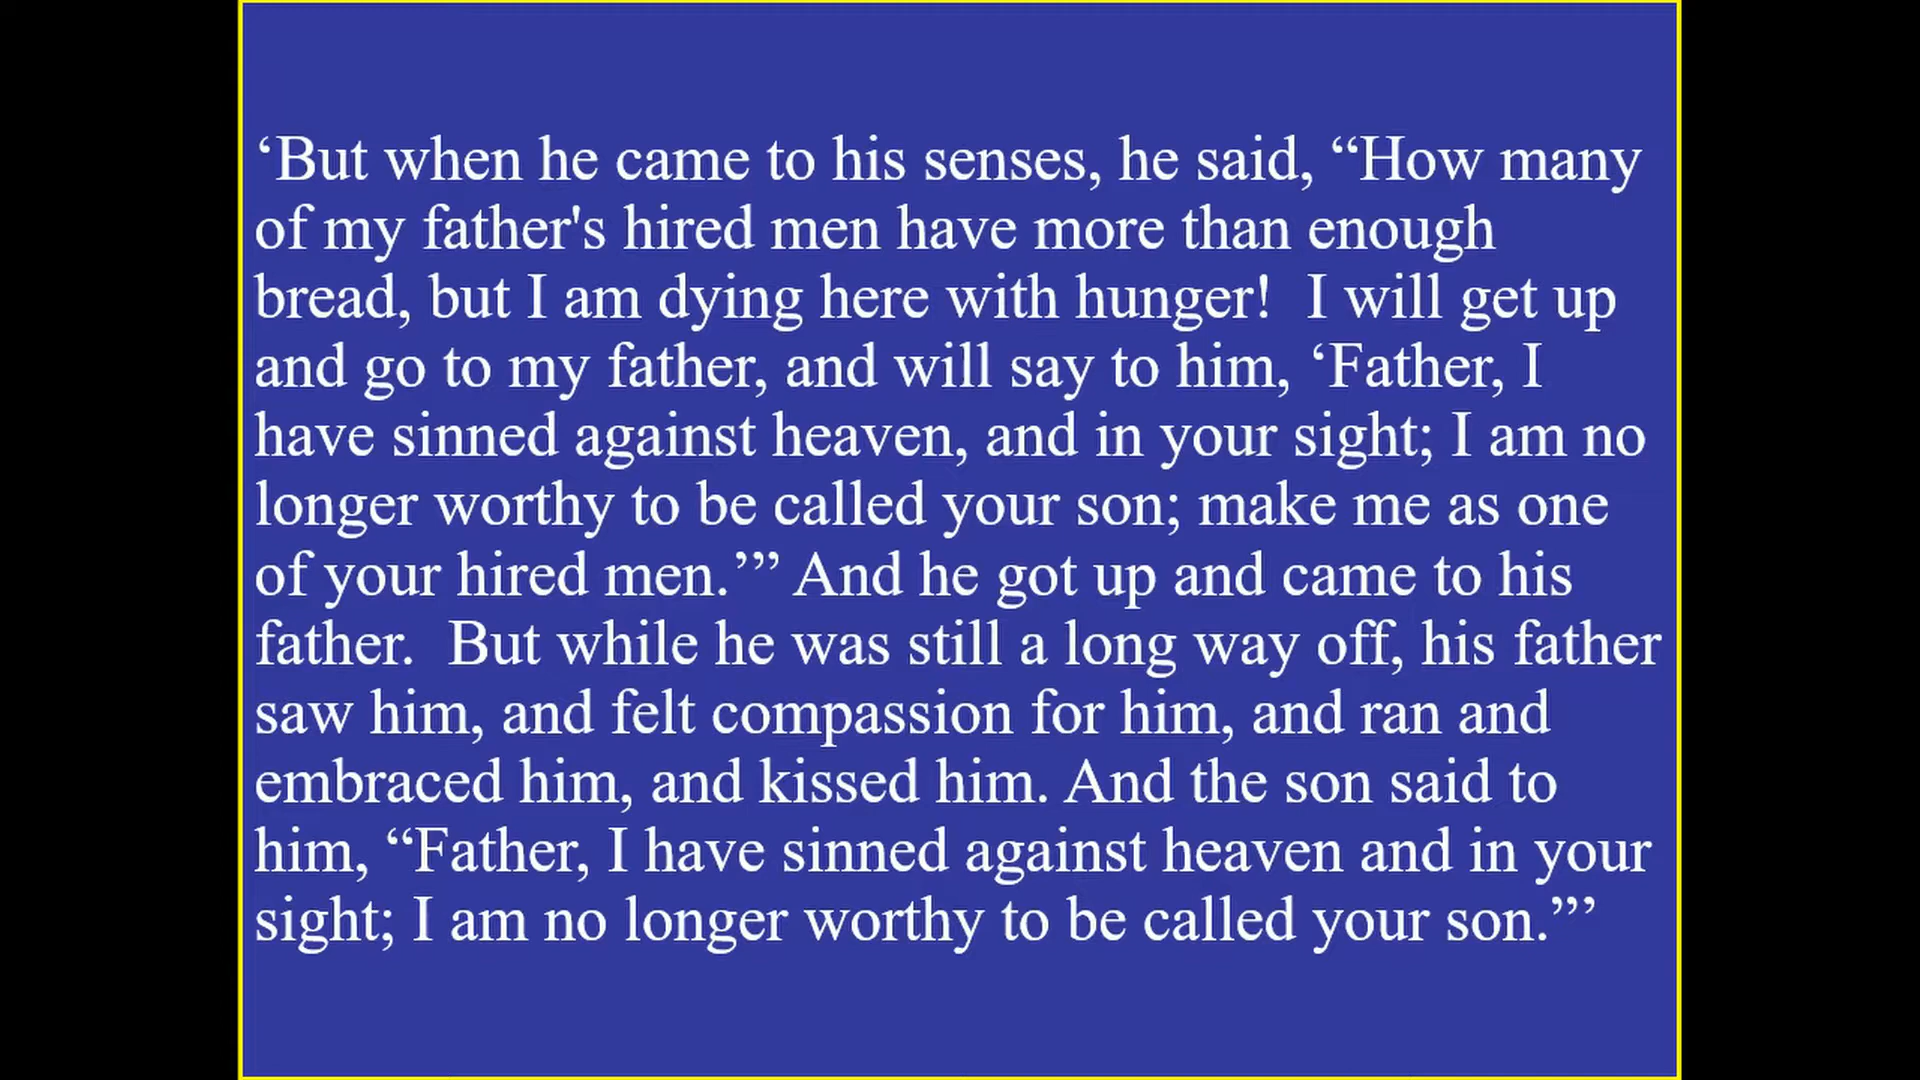 ‘But when he came to his senses, he said, “How many
of my father's hired men have more than enough
bread, but I am dying here with hunger!  I will get up
and go to my father, and will say to him, ‘Father, I
have sinned against heaven, and in your sight; I am no
longer worthy to be called your son; make me as one
of your hired men.’” And he got up and came to his
father.  But while he was still a long way off, his father
saw him, and felt compassion for him, and ran and
embraced him, and kissed him. And the son said to
him, “Father, I have sinned against heaven and in your
sight; I am no longer worthy to be called your son.”’